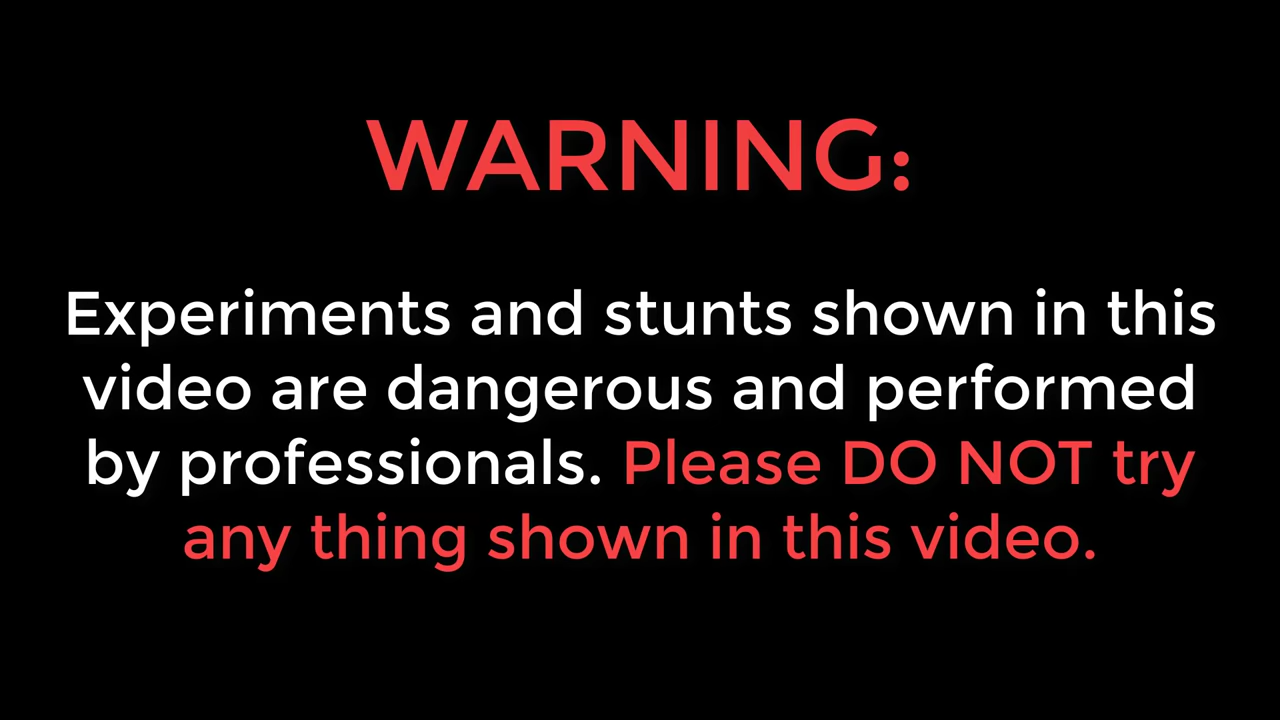 WARNING:
Experiments and stunts shown in this
video are dangerous and performed
by professionals. Please DO NOT try
any thing shown in this video.